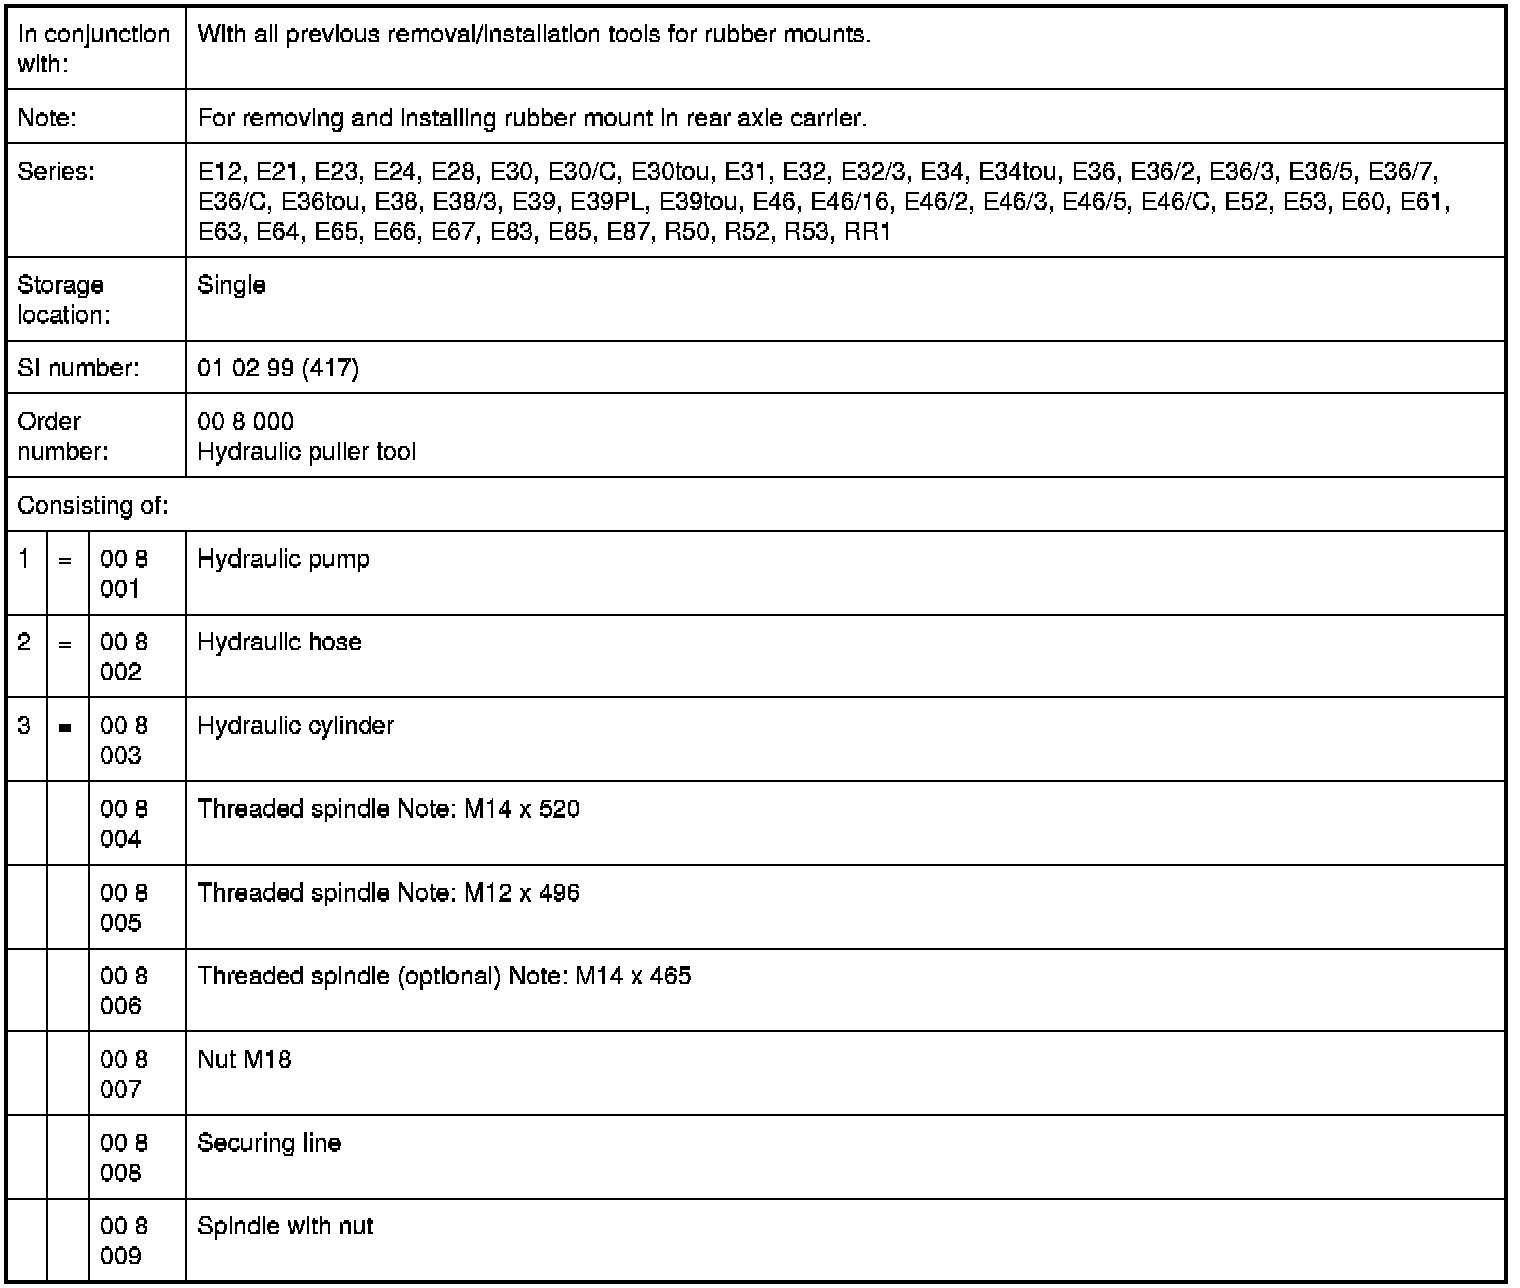 In conjunction
with:
With all previous removal/installation tools for rubber mounts.
Note:
For removing and installing rubber mount in rear axle carrier.
Series:
E12, E21, E23, E24, E28, E30, E30/C, E30tou, E31, E32, E32/3, E34, E34tou, E36, E36/2, E36/3, E36/5, E36/7,
E36/C, E36tou, E38, E38/3, E39, E39PL, E39tou, E46, E46/16, E46/2, E46/3, E46/5, E46/C, E52, E53, E60, E61,
E63, E64, E65, E66, E67, E83, E85, E87, R50, R52, R53, RR1
Storage
location:
Single
SI number:
01 02 99 (417)
Order
number:
00 8 000
Hydraulic puller tool
Consisting of:
1 = 00 8
001
Hydraulic pump
2 = 00 8
002
Hydraulic hose
3 = 00 8
003
Hydraulic cylinder
00 8
004
Threaded spindle Note: M14 x 520
00 8
005
Threaded spindle Note: M12 x 496
00 8
006
Threaded spindle (optional) Note: M14 x 465
00 8
007
Nut M18
00 8
008
Securing line
00 8
009
Spindle with nut